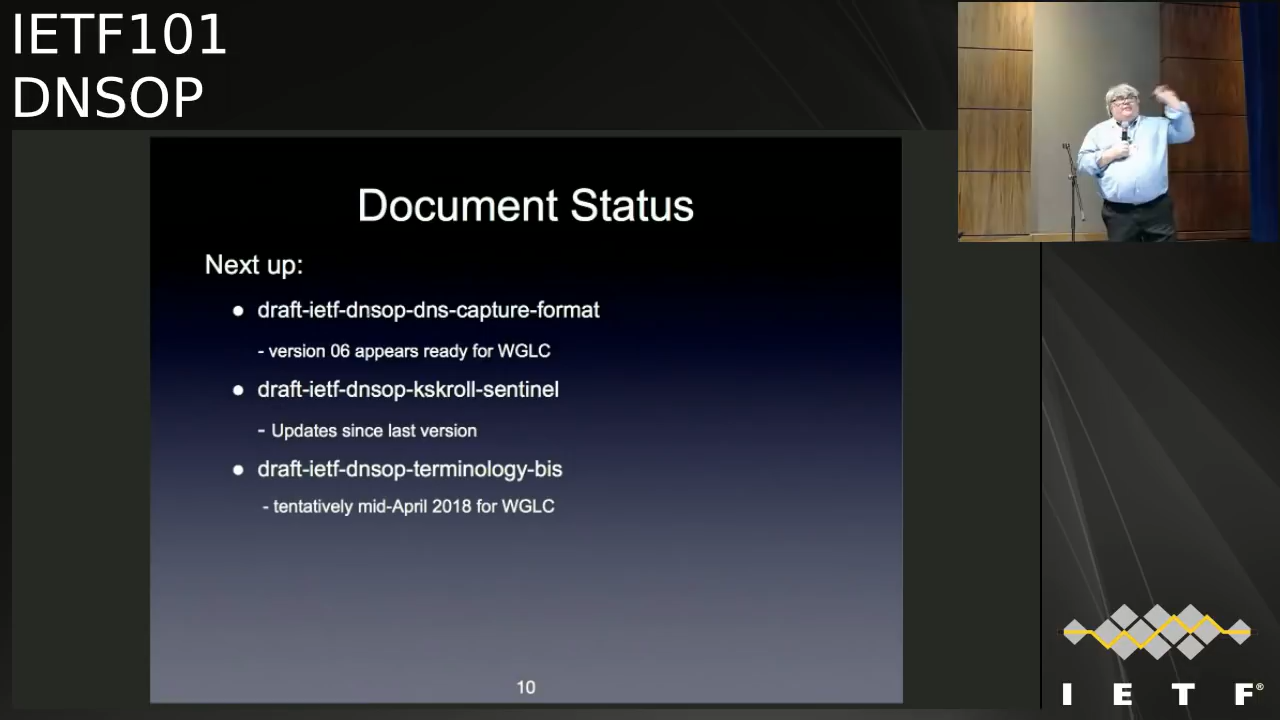 IETF101
DNSOP
Document Status
Next up:
● draft-ietf-dnsop-dns-capture-format
- version 06 appears ready for WGLC
● draft-ietf-dnsop-kskroll-sentinel
- Updates since last version
● draft-ietf-dnsop-terminology-bis
- tentatively mid-April 2018 for WGLC
10
I E T F®